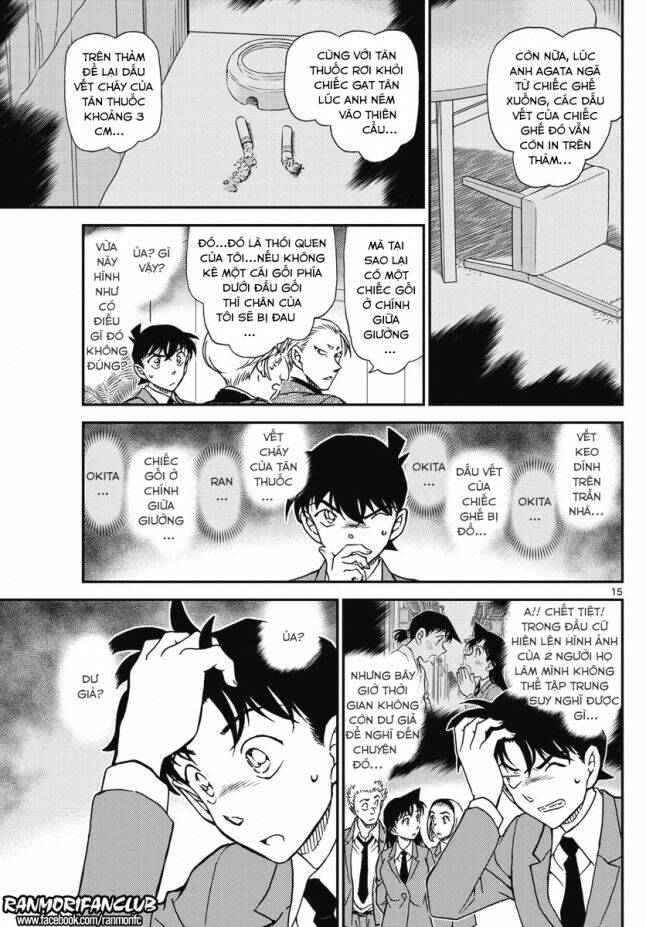 CÒN NỮA, LÚC
ANH AGATA NGÃ
TỪ CHIẾC GHẾ
XUỐNG, CÁC DẤU
VẾT CỦA CHIẾC
GHẾ ĐÓ VẪN
CÒN IN TRÊN
THẢM...
CÙNG VỚI TÀN
THUỐC RƠI KHỎI
CHIẾC GẠT TÀN
LÚC ANH NÉM
VÀO THIÊN
CẨU...
TRÊN THẢM
ĐỂ LẠI DẤU
VẾT CHÁY CỦA
TÀN THUỐC
KHOẢNG 3
CM...
MÀ TẠI
SAO LẠI
CÓ MỘT
CHIẾC GỐI
Ở CHÍNH
GIỮA
GIƯỜNG...
ĐÓ...ĐÓ LÀ THÓI QUEN
CỦA TÔI...NẾU KHÔNG
KÊ MỘT CÁI GỐI PHÍA
DƯỚI ĐẦU GỐI
THÌ CHÂN CỦA
TÔI SẼ BỊ ĐAU
...
ỦA? GÌ
VẬY?
VỪA
NÃY
HÌNH
NHƯ
CÓ
ĐIỀU
GÌ ĐÓ
KHÔNG
ĐÚNG?
VẾT
KEO
DÍNH
TRÊN
TRẦN
NHÀ...
OKITA
...
DẤU VẾT
CỦA
CHIẾC
GHẾ BỊ
ĐỔ...
OKITA
...
VẾT
CHÁY
CỦA TÀN
THUỐC...
RAN
...
CHIẾC
GỐI Ở
CHÍNH
GIỮA
GIƯỜNG
OKITA
...
15
A!! CHẾT TIỆT!
TRONG ĐẦU CỨ
HIỆN LÊN HÌNH ẢNH
CỦA 2 NGƯỜI HỌ
LÀM MÌNH KHÔNG
THỂ TẬP TRUNG
SUY NGHĨ ĐƯỢC
GÌ...
NHƯNG BÂY
GIỜ THỜI
GIAN KHÔNG
CÒN DƯ GIẢ
ĐỂ NGHĨ ĐẾN
CHUYỆN
ĐÓ...
ỦA?
DƯ
GIẢ?
RANMORIFANCLUB
www.facebook.com/ranmorifc